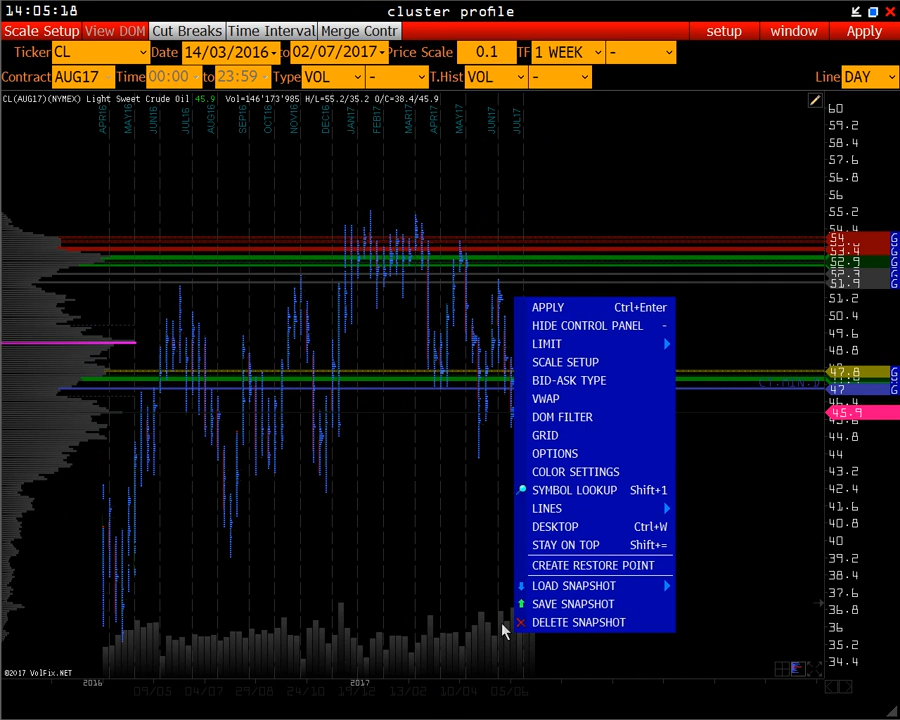 14:05:18
cluster profile
Scale Setup View DOM Cut Breaks Time Interval Merge Contr setup window Apply
Ticker CL Date 14/03/2016 to 02/07/2017 Price Scale 0.1 TF 1 WEEK -
Contract AUG17 Time 00:00 to 23:59 Type VOL - T.Hist VOL - Line DAY
CL(AUG17)(NYMEX) Light Sweet Crude Oil 45.9 Vol=146'173'985 H/L=55.2/35.2 O/C=38.4/45.9
APR16 MAY16 JUN16 JUL16 AUG16 SEP16 OCT16 NOV16 DEC16 JAN17 FEB17 MAR17 APR17 MAY17 JUN17 JUL17
60
59.2
58.4
57.6
56.8
56
55.2
54.4
54
51.9
51.2
50.4
49.6
48.8
47.8
47
46.4
45.9
44.8
44
43.2
42.4
41.6
40.8
40
39.2
38.4
37.6
36.8
36
35.2
34.4
APPLY Ctrl+Enter
HIDE CONTROL PANEL -
LIMIT
SCALE SETUP
BID-ASK TYPE
VWAP
DOM FILTER
GRID
OPTIONS
COLOR SETTINGS
SYMBOL LOOKUP Shift+1
LINES
DESKTOP Ctrl+W
STAY ON TOP Shift+=
CREATE RESTORE POINT
LOAD SNAPSHOT
SAVE SNAPSHOT
DELETE SNAPSHOT
©2017 VolFix.NET
2016 2017
09/05 04/07 29/08 24/10 19/12 13/02 10/04 05/06